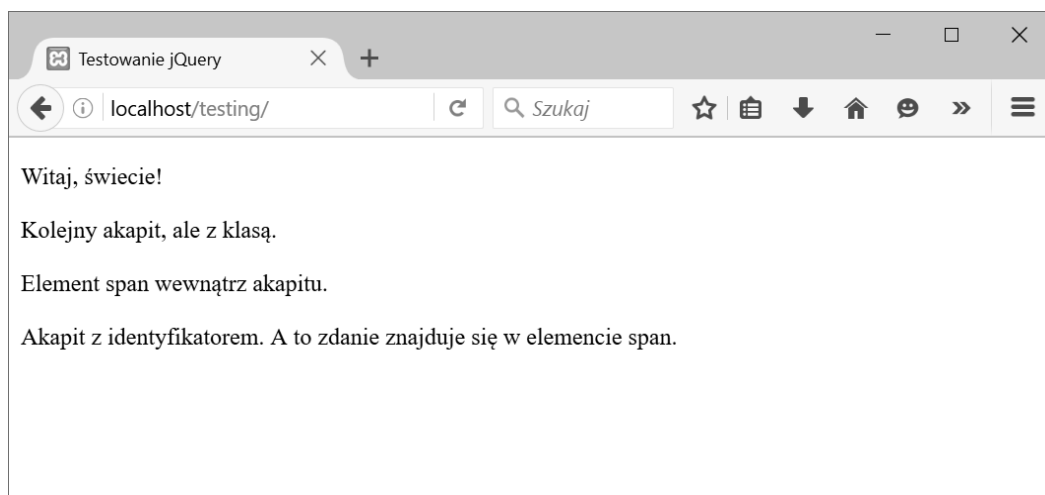 Testowanie jQuery
localhost/testing/
Szukaj
Witaj, świecie!
Kolejny akapit, ale z klasą.
Element span wewnątrz akapitu.
Akapit z identyfikatorem. A to zdanie znajduje się w elemencie span.